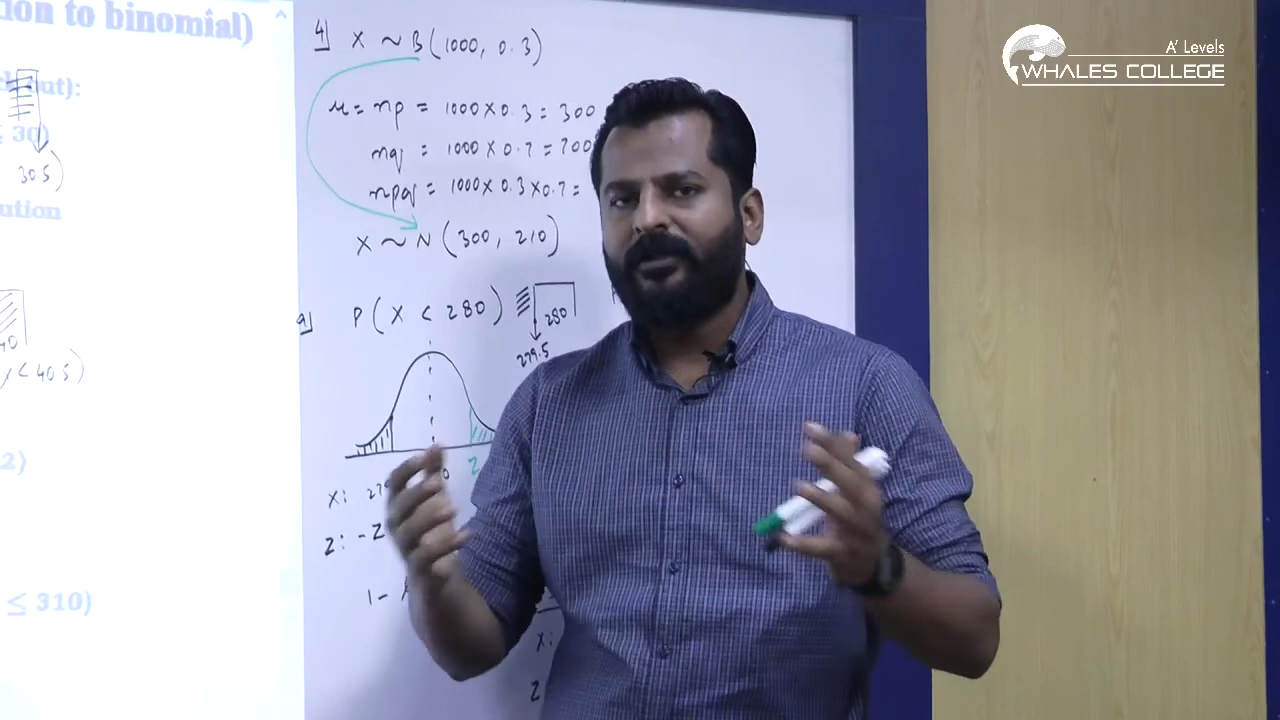 ion to binomial)
out):
≤ 30)
30.5)
ution
x < 40.5)
≤ 310)
4] X ~ B(1000, 0.3)
μ = np = 1000 × 0.3 = 300
nq = 1000 × 0.7 = 700
npq = 1000 × 0.3 × 0.7 =
X ~ N(300, 210)
a] P(X < 280)
280
279.5
x:
z: -2
1 -
x:
z
A' Levels
WHALES COLLEGE